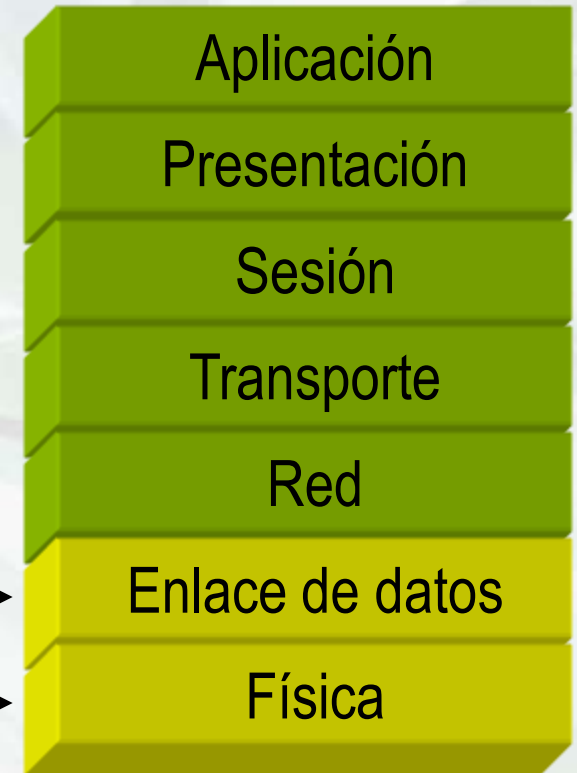 Aplicación
Presentación
Sesión
Transporte
Red
Enlace de datos
Física